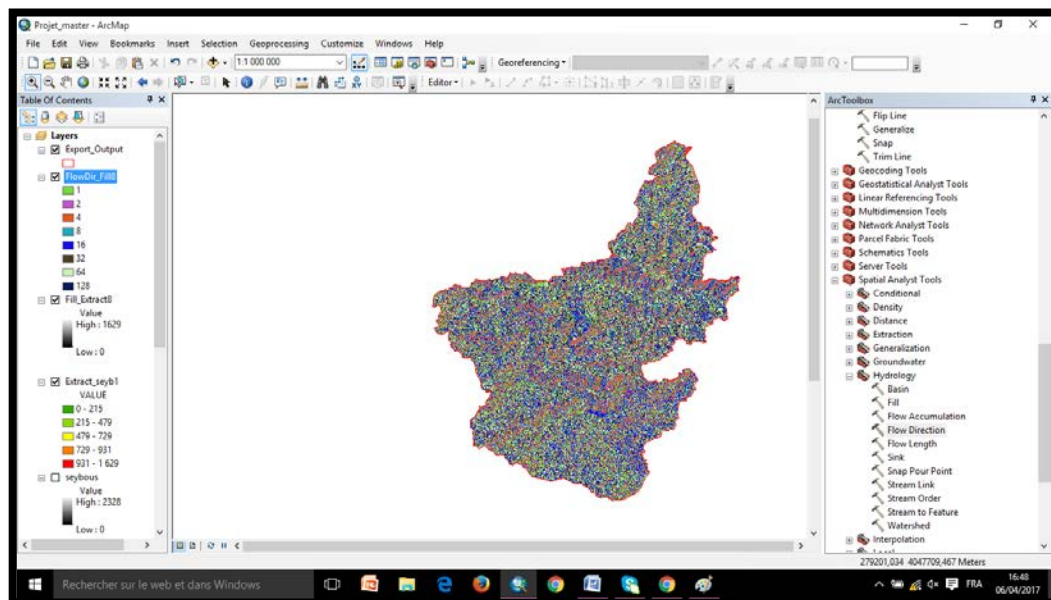 Projet_master - ArcMap
File Edit View Bookmarks Insert Selection Geoprocessing Customize Windows Help
1:1 000 000
Georeferencing
Editor
Table Of Contents
Layers
Export_Output
FlowDir_Fill8
1
2
4
8
16
32
64
128
Fill_Extract8
Value
High : 1629
Low : 0
Extract_seyb1
VALUE
0 - 215
215 - 479
479 - 729
729 - 931
931 - 1 629
seybous
Value
High : 2328
Low : 0
ArcToolbox
Flip Line
Generalize
Snap
Trim Line
Geocoding Tools
Geostatistical Analyst Tools
Linear Referencing Tools
Multidimension Tools
Network Analyst Tools
Parcel Fabric Tools
Schematics Tools
Server Tools
Spatial Analyst Tools
Conditional
Density
Distance
Extraction
Generalization
Groundwater
Hydrology
Basin
Fill
Flow Accumulation
Flow Direction
Flow Length
Sink
Snap Pour Point
Stream Link
Stream Order
Stream to Feature
Watershed
Interpolation
279201,034 4047709,467 Meters
Rechercher sur le web et dans Windows
FRA
16:48
06/04/2017